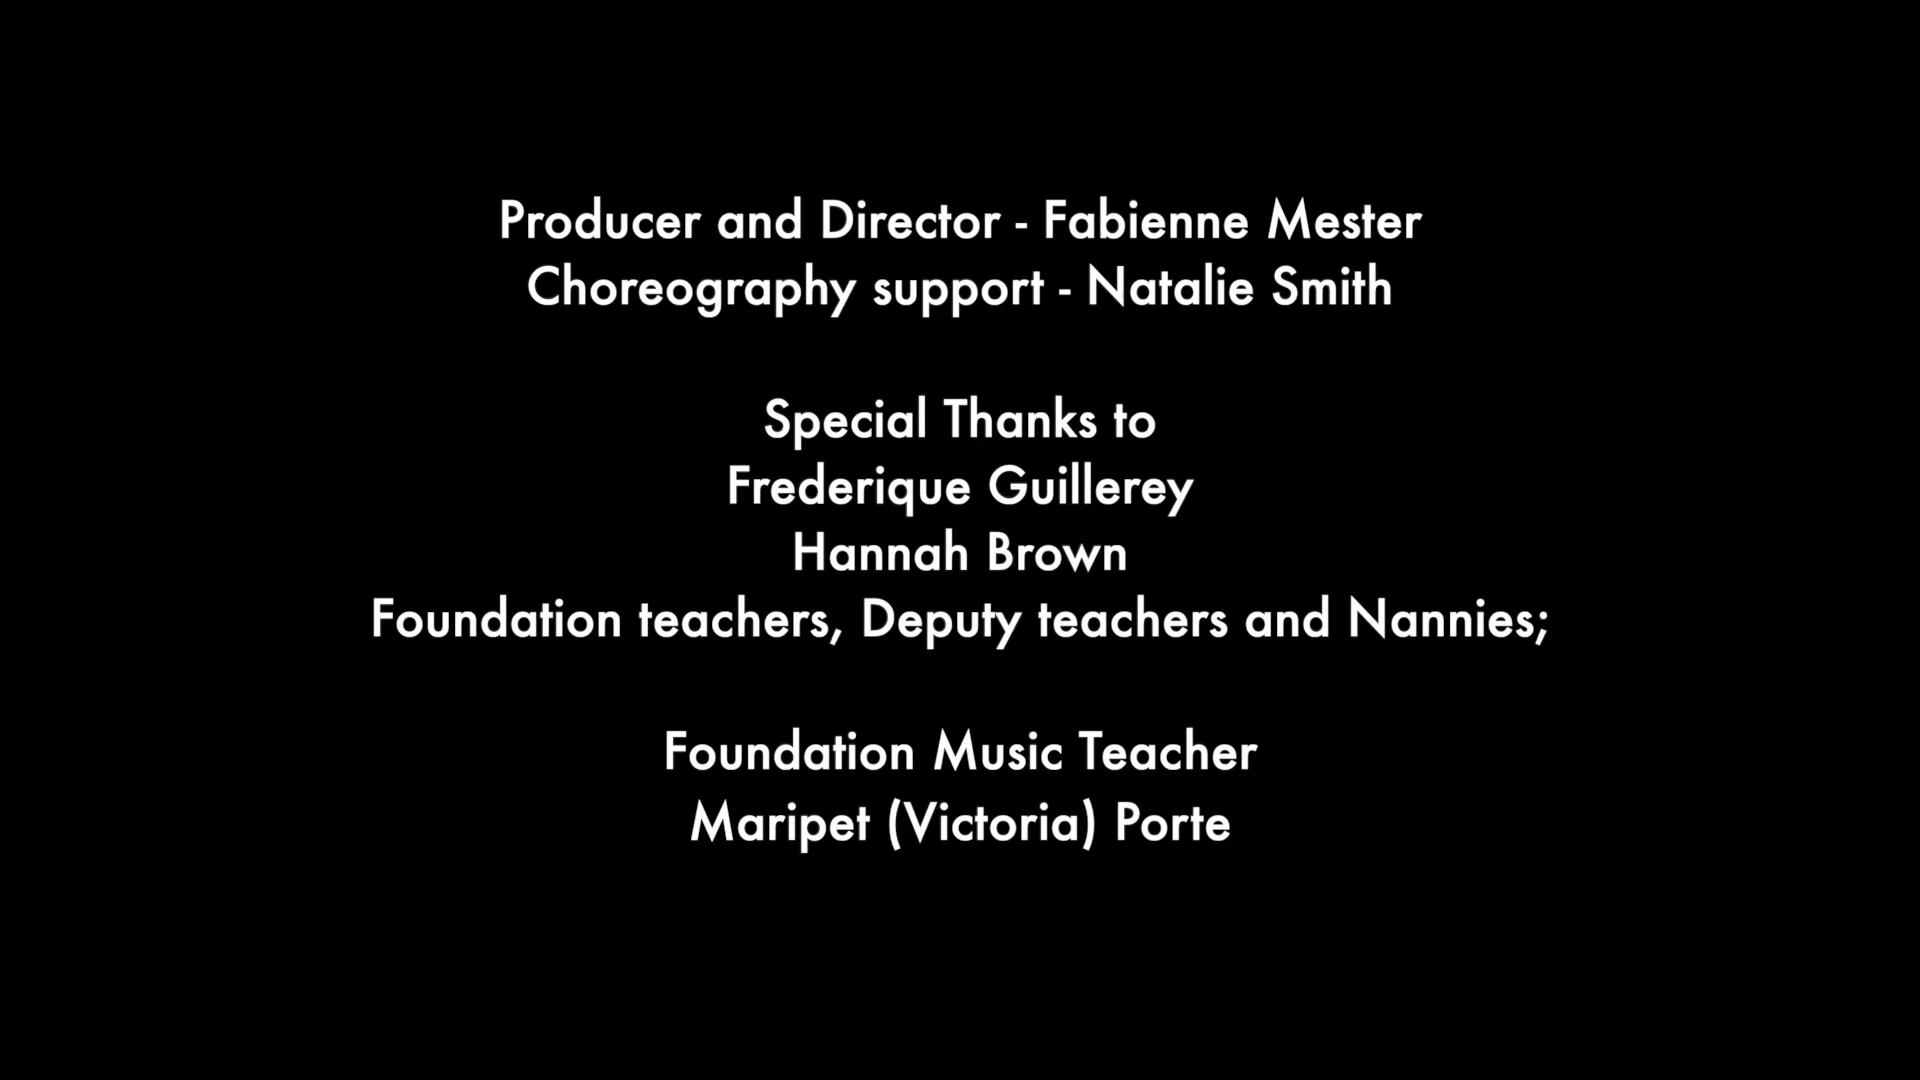 Producer and Director - Fabienne Mester
Choreography support - Natalie Smith
Special Thanks to
Frederique Guillerey
Hannah Brown
Foundation teachers, Deputy teachers and Nannies;
Foundation Music Teacher
Maripet (Victoria) Porte